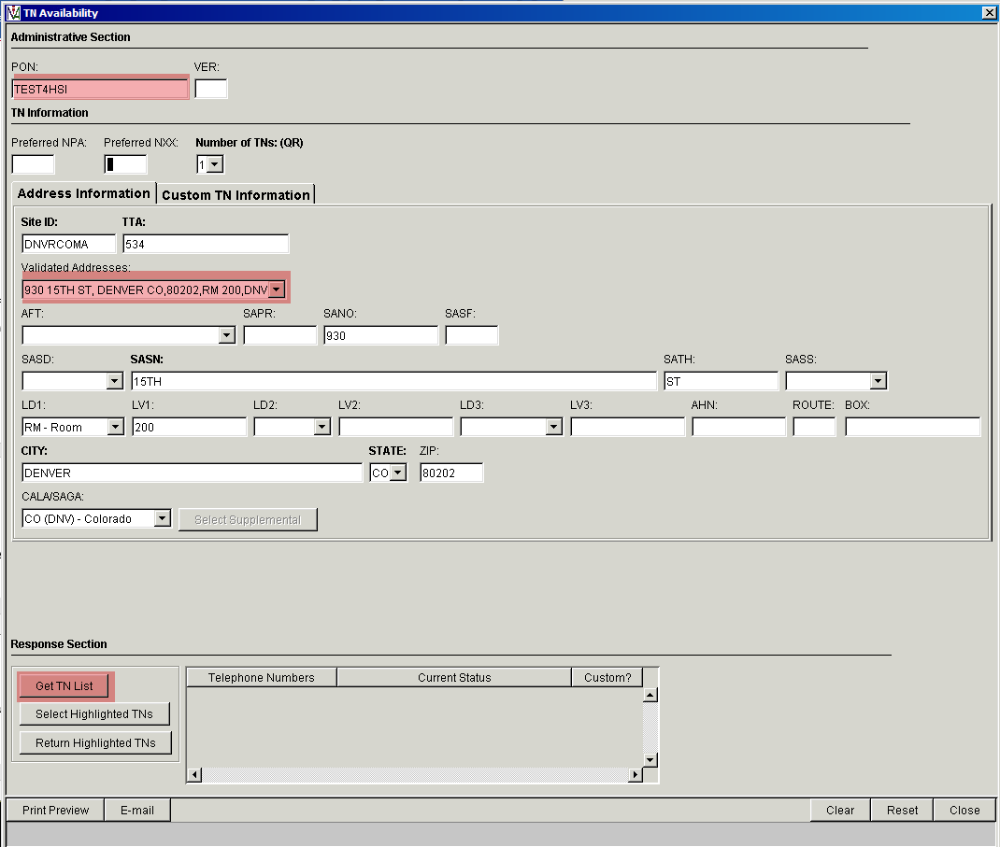 TN Availability
Administrative Section
PON: VER:
TEST4HSI
TN Information
Preferred NPA: Preferred NXX: Number of TNs: (QR)
1
Address Information Custom TN Information
Site ID: TTA:
DNVRCOMA 534
Validated Addresses:
930 15TH ST, DENVER CO,80202,RM 200,DNV
AFT: SAPR: SANO: SASF:
930
SASD: SASN: SATH: SASS:
15TH ST
LD1: LV1: LD2: LV2: LD3: LV3: AHN: ROUTE: BOX:
RM - Room 200
CITY: STATE: ZIP:
DENVER CO 80202
CALA/SAGA:
CO (DNV) - Colorado Select Supplemental
Response Section
Telephone Numbers Current Status Custom?
Get TN List
Select Highlighted TNs
Return Highlighted TNs
Print Preview E-mail Clear Reset Close